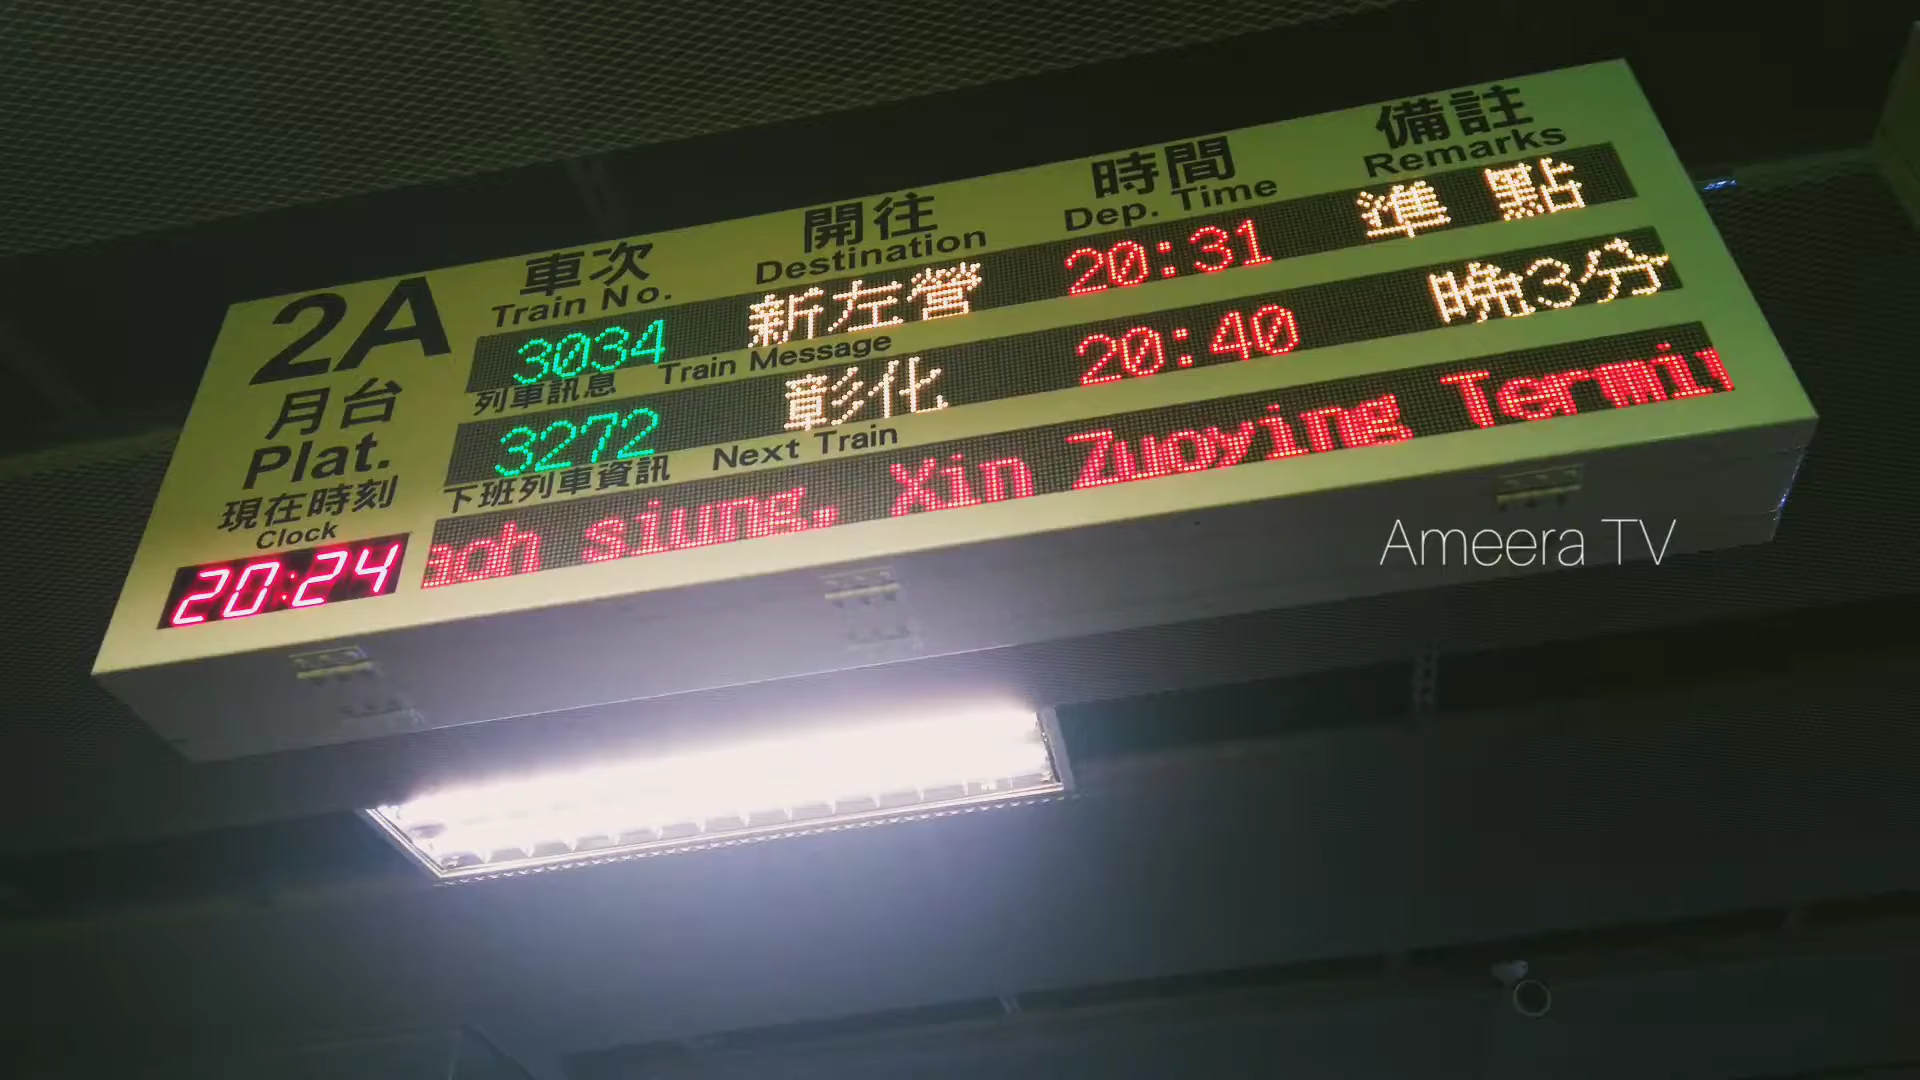 2A
月台
Plat.
現在時刻
Clock
20:24
車次 開往 時間 備註
Train No. Destination Dep. Time Remarks
3034 新左營 20:31 準點
列車訊息 Train Message
3272 彰化 20:40 晚3分
下班列車資訊 Next Train
siung, Xin Zuoying
Ameera TV